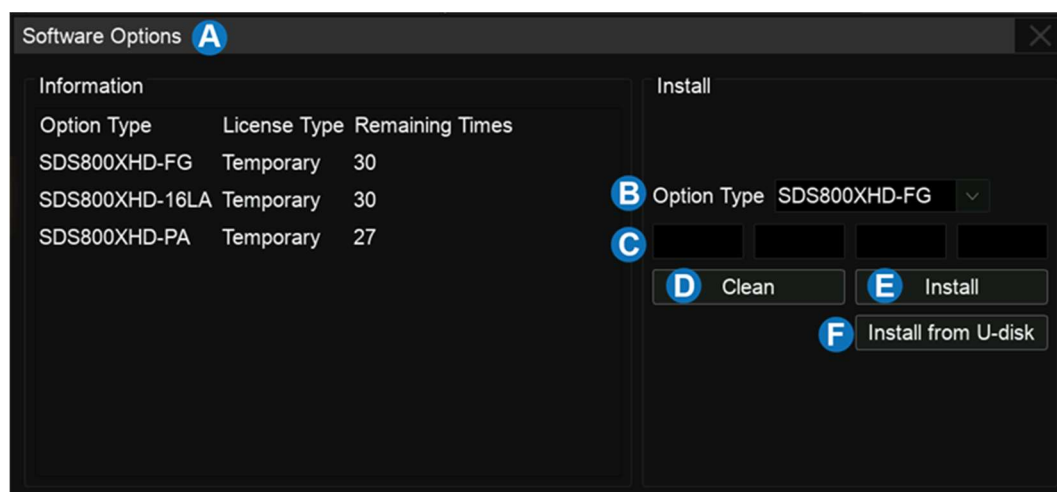 Software Options A
Information
Option Type License Type Remaining Times
SDS800XHD-FG Temporary 30
SDS800XHD-16LA Temporary 30
SDS800XHD-PA Temporary 27
Install
B Option Type SDS800XHD-FG
C
D Clean E Install
F Install from U-disk